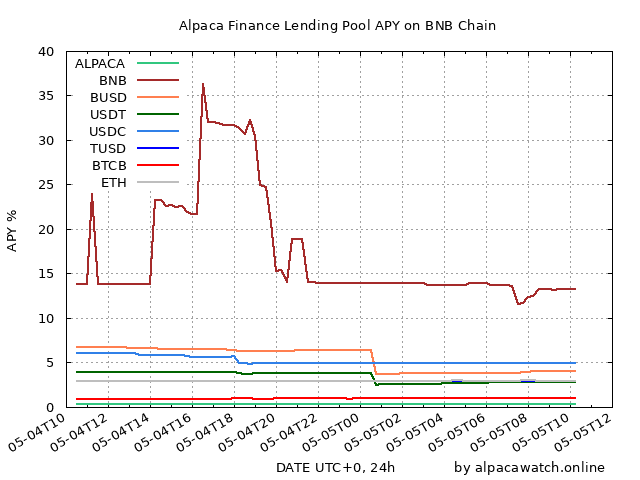 Alpaca Finance Lending Pool APY on BNB Chain
APY %
40
35
30
25
20
15
10
5
0
ALPACA
BNB
BUSD
USDT
USDC
TUSD
BTCB
ETH
05-04T10
05-04T12
05-04T14
05-04T16
05-04T18
05-04T20
05-04T22
05-05T00
05-05T02
05-05T04
05-05T06
05-05T08
05-05T10
05-05T12
DATE UTC+0, 24h
by alpacawatch.online